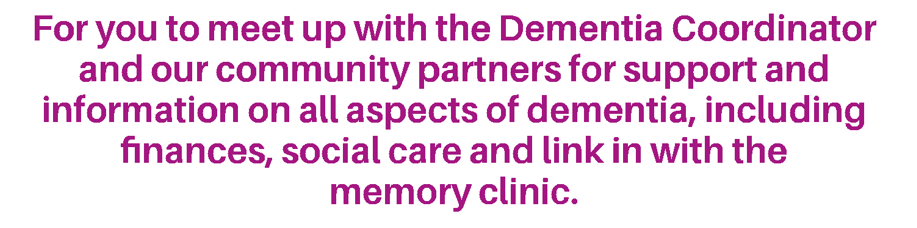 For you to meet up with the Dementia Coordinator
and our community partners for support and
information on all aspects of dementia, including
finances, social care and link in with the
memory clinic.